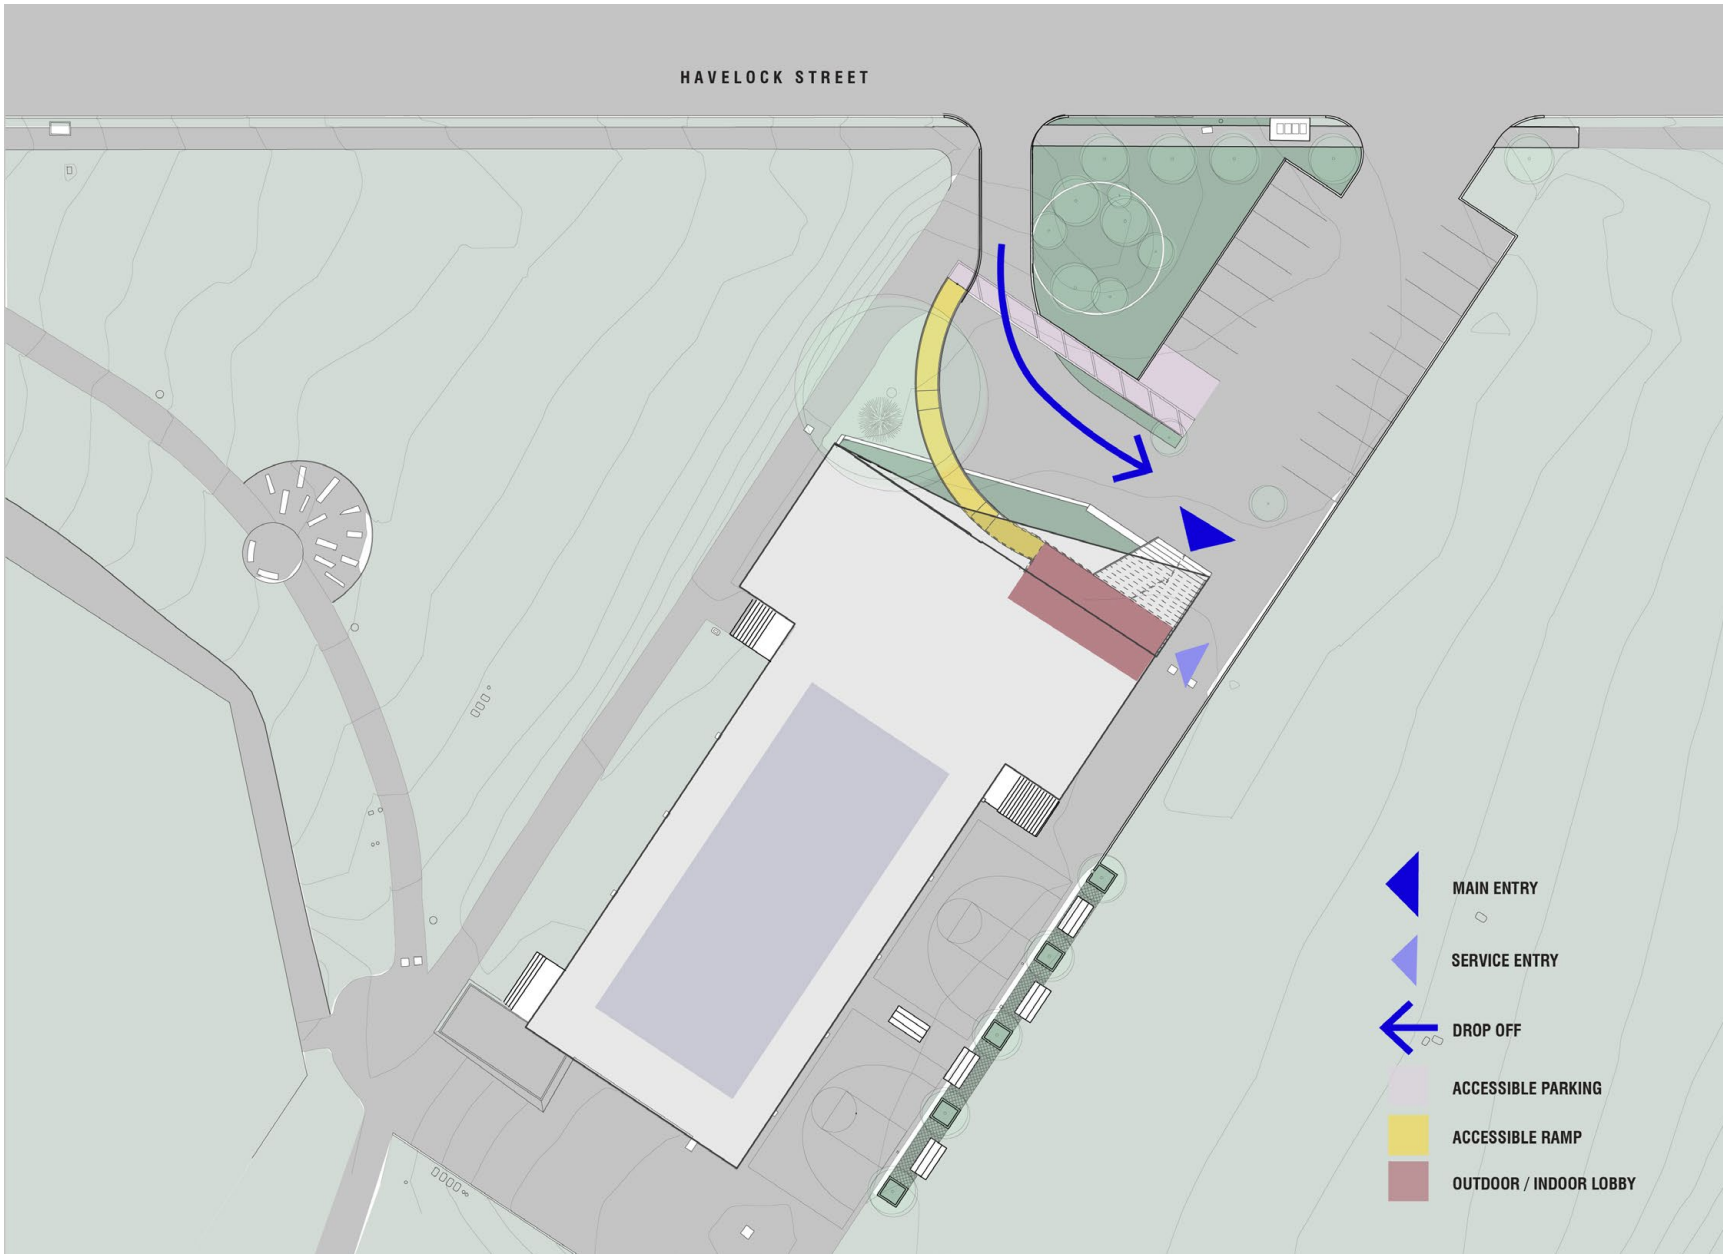 HAVELOCK STREET
MAIN ENTRY
SERVICE ENTRY
DROP OFF
ACCESSIBLE PARKING
ACCESSIBLE RAMP
OUTDOOR / INDOOR LOBBY